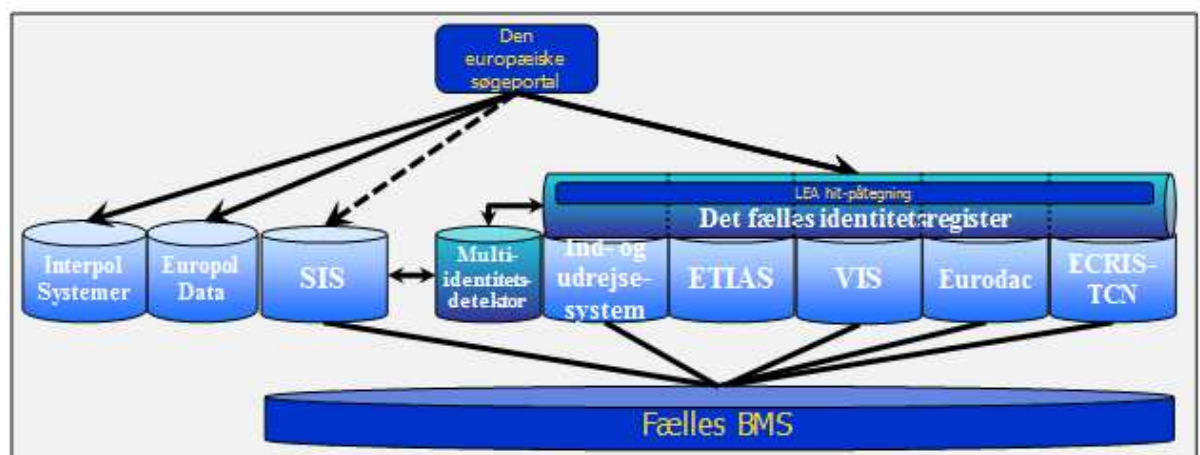 Den
europæiske
søgeportal
LEA hit-påtegning
Det fælles identitetsregister
Interpol
Systemer
Europol
Data
SIS
Multi-
identitets-
detektor
Ind- og
udrejse-
system
ETIAS
VIS
Eurodac
ECRIS-
TCN
Fælles BMS